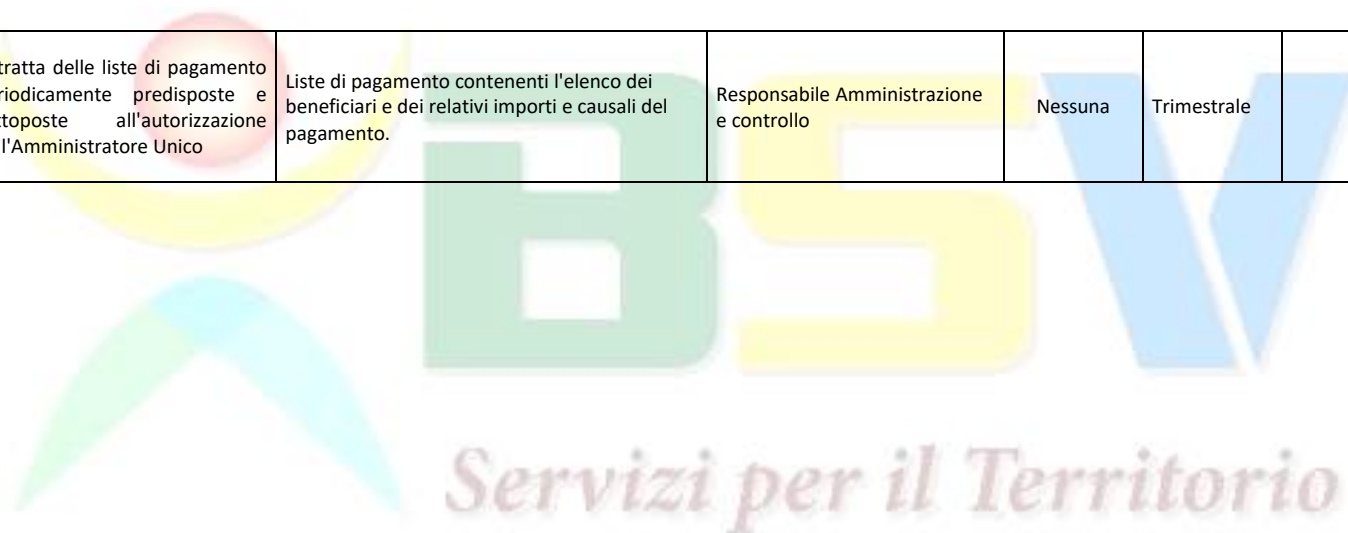 tratta delle liste di pagamento
riodicamente predisposte e
ttoposte all'autorizzazione
l'Amministratore Unico
Liste di pagamento contenenti l'elenco dei
beneficiari e dei relativi importi e causali del
pagamento.
Responsabile Amministrazione
e controllo
Nessuna
Trimestrale
BSV
Servizi per il Territorio